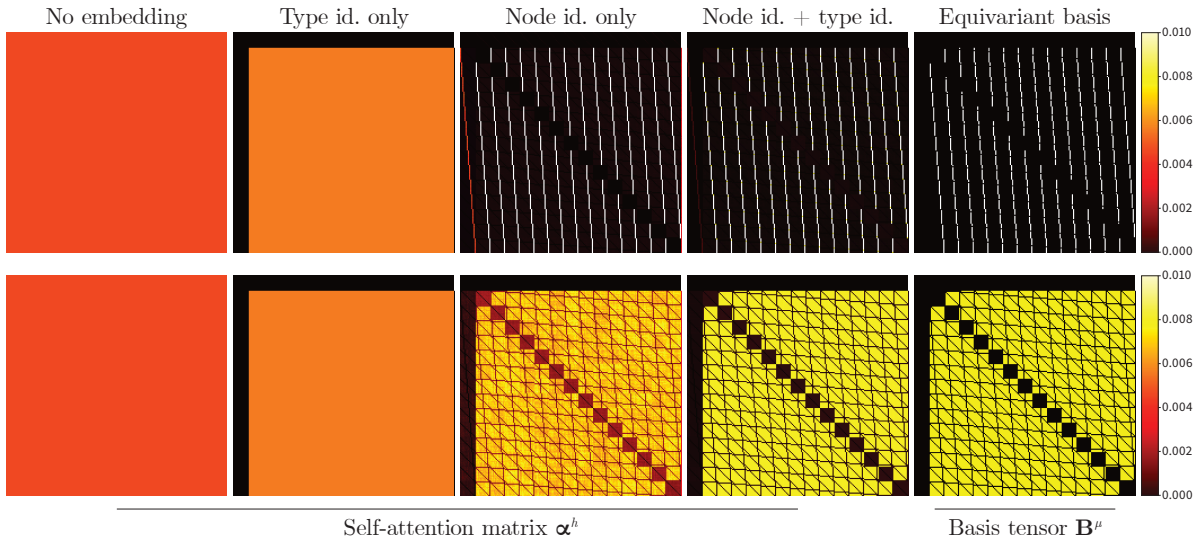 No embedding
Type id. only
Node id. only
Node id. + type id.
Equivariant basis
0.010
0.008
0.006
0.004
0.002
0.000
0.010
0.008
0.006
0.004
0.002
0.000
Self-attention matrix αʰ
Basis tensor Bᵘ